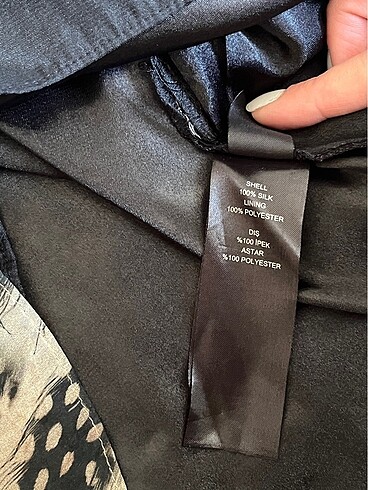 SHELL
100% SILK
LINING
100% POLYESTER
DIŞ
%100 İPEK
ASTAR
%100 POLYESTER